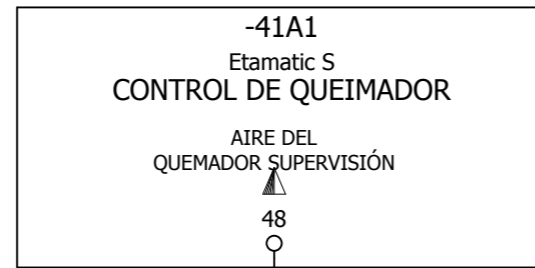 -41A1
Etamatic S
CONTROL DE QUEIMADOR
AIRE DEL
QUEMADOR SUPERVISIÓN
48